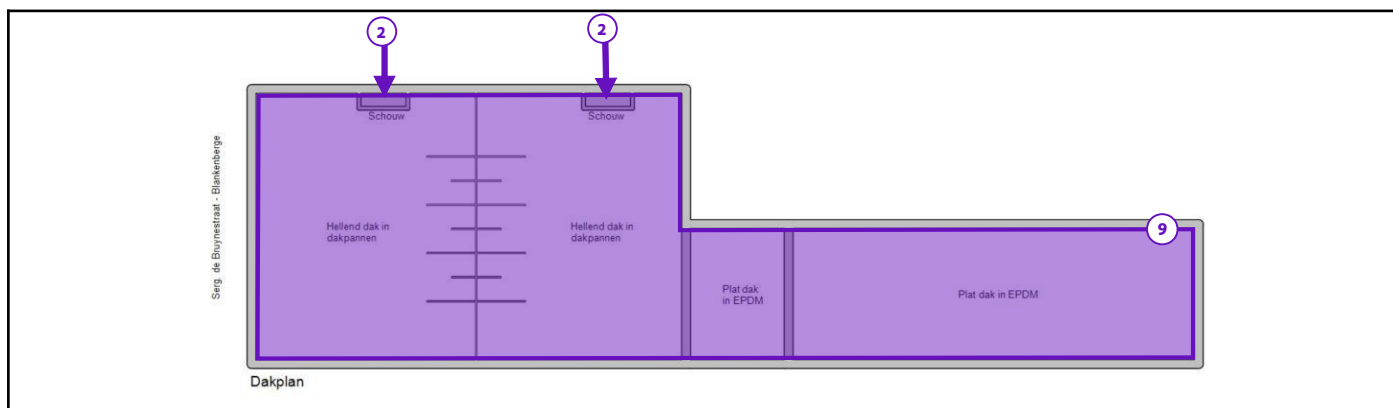 2
2
Schouw
Schouw
Serg. de Bruynestraat - Blankenberge
Hellend dak in
dakpannen
Hellend dak in
dakpannen
9
Plat dak
in EPDM
Plat dak in EPDM
Dakplan